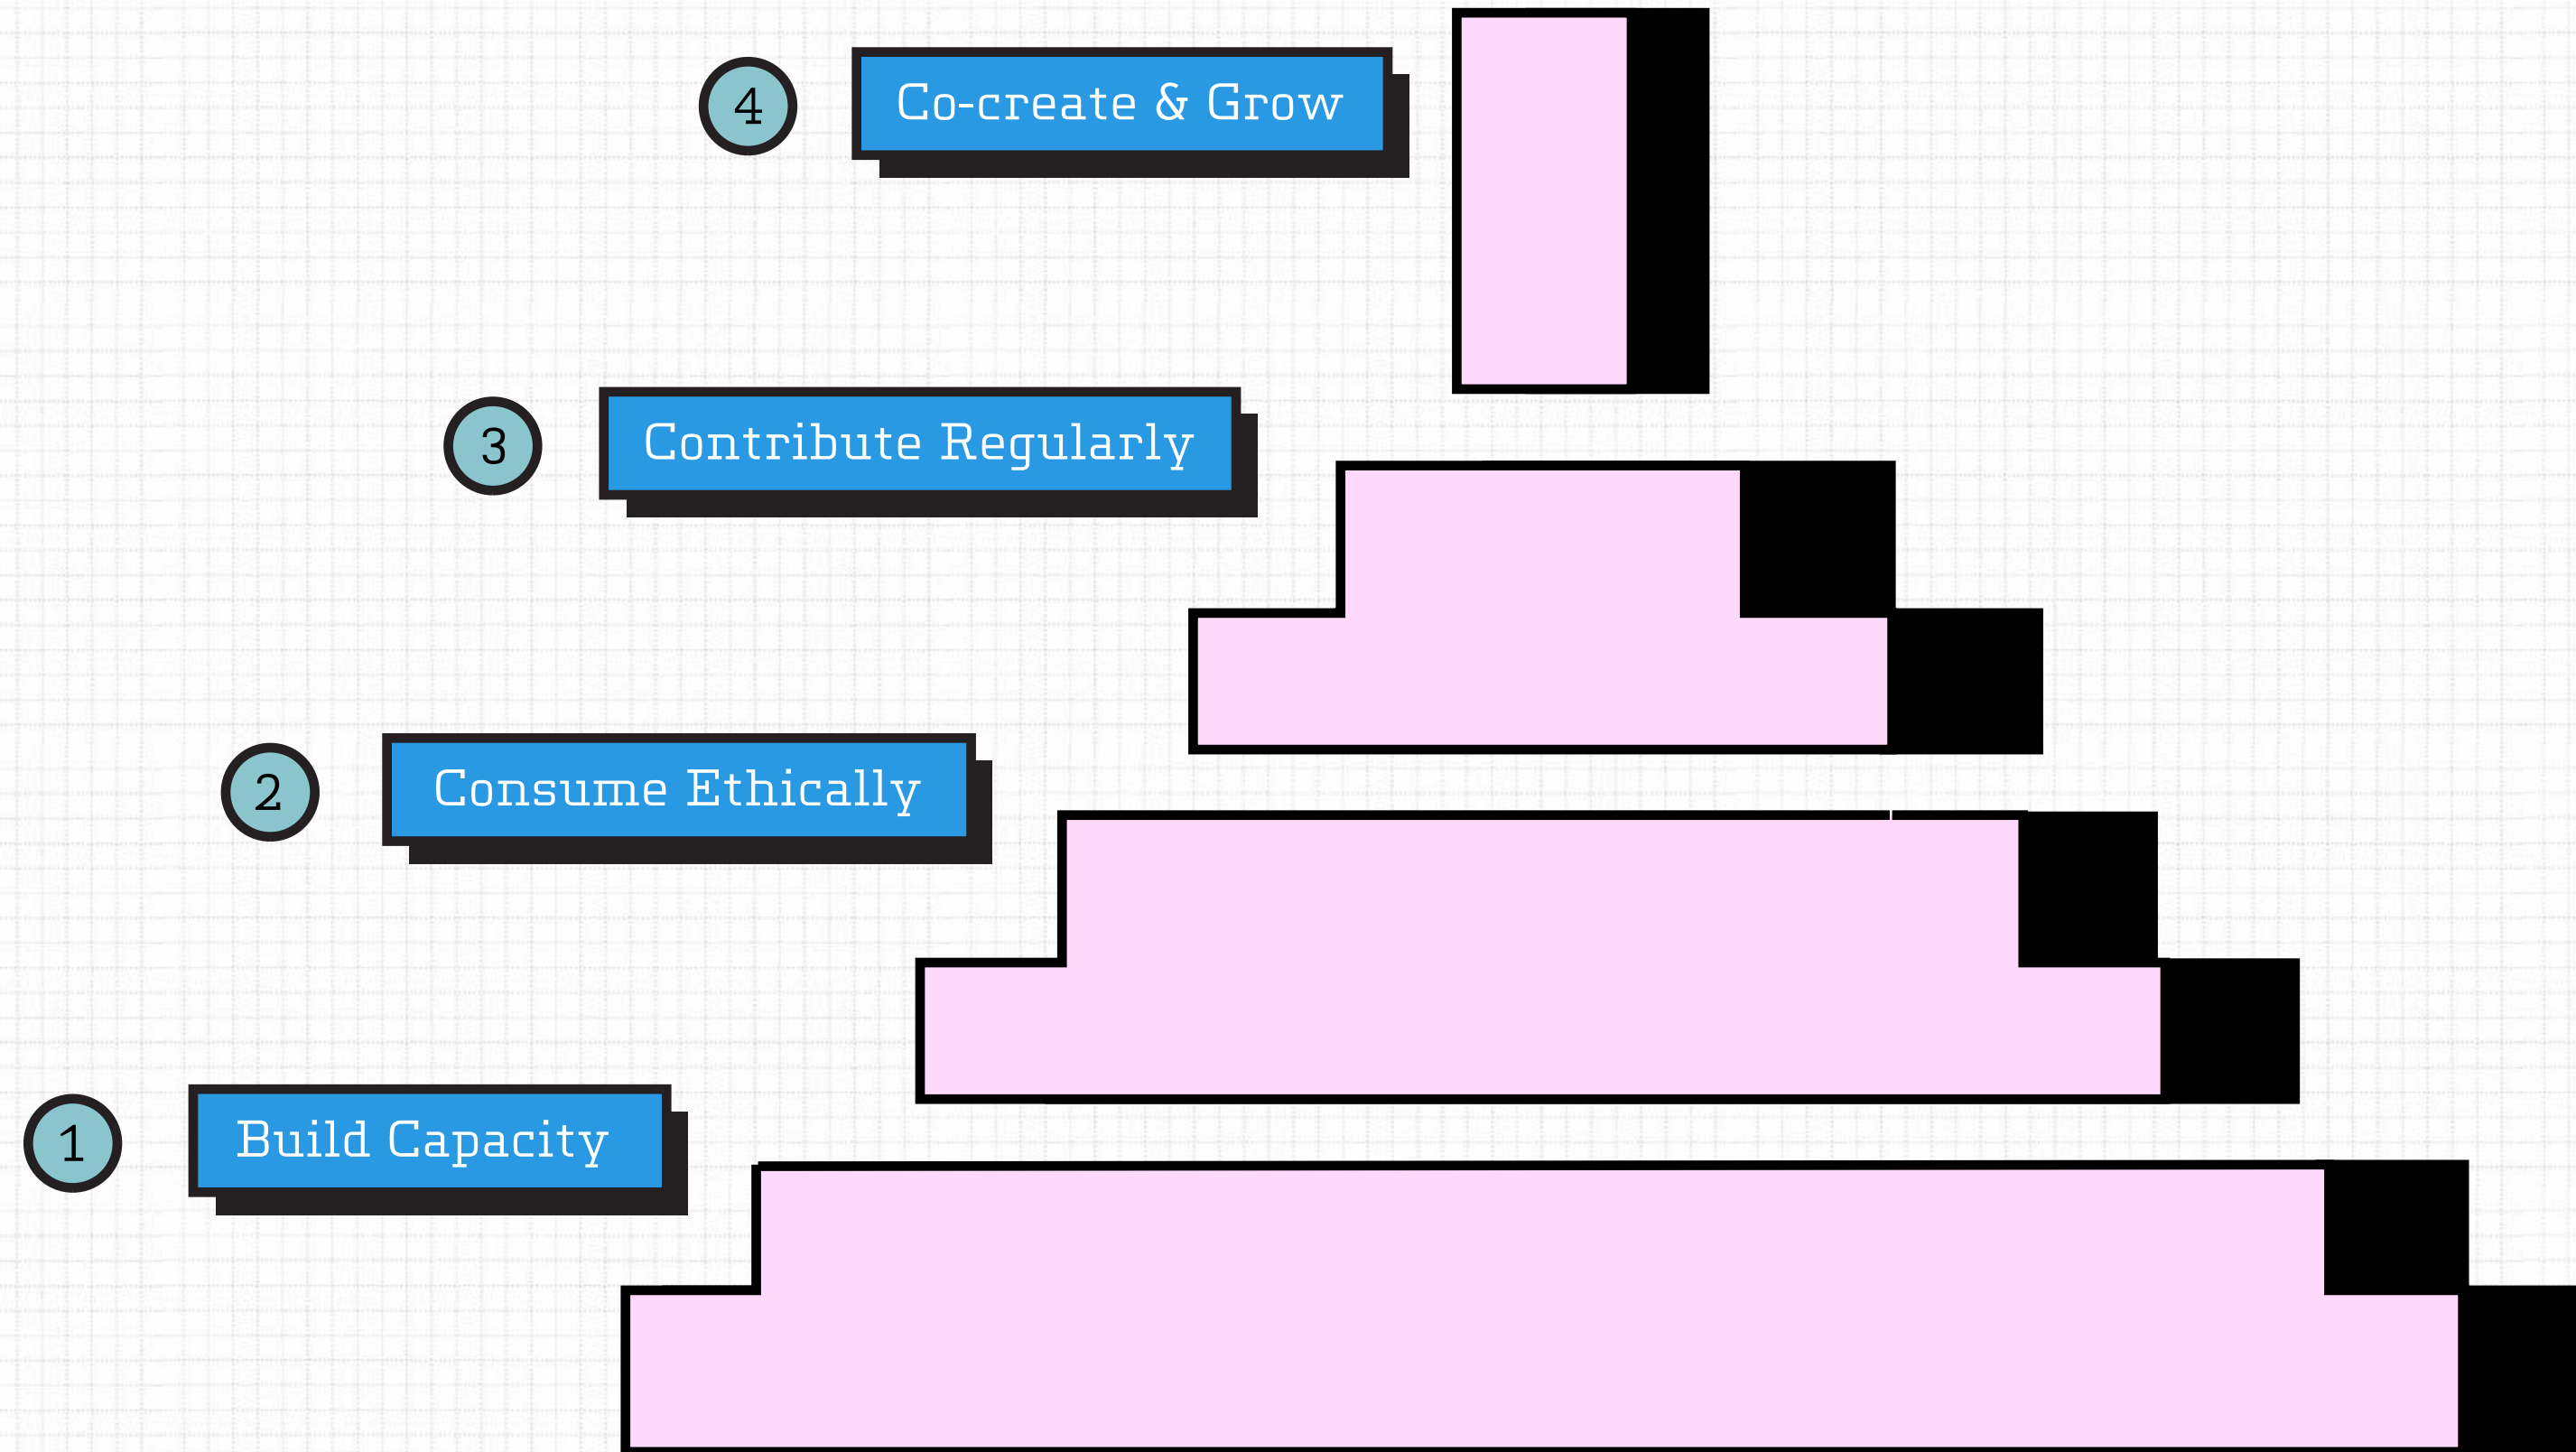 4
Co-create & Grow
3
Contribute Regularly
2
Consume Ethically
1
Build Capacity